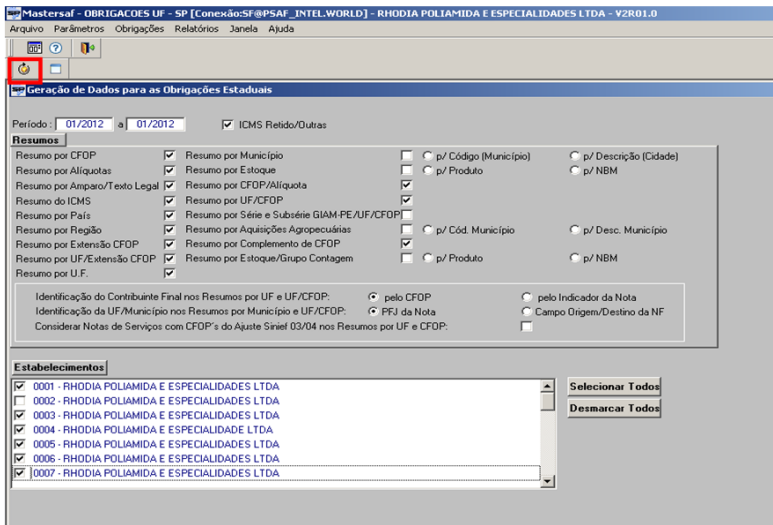 Mastersaf - OBRIGACOES UF - SP [Conexão:SF@PSAF_INTEL.WORLD] - RHODIA POLIAMIDA E ESPECIALIDADES LTDA - V2R01.0
Arquivo Parâmetros Obrigações Relatórios Janela Ajuda
Geração de Dados para as Obrigações Estaduais
Período : 01/2012 a 01/2012 ICMS Retido/Outras
Resumos
Resumo por CFOP Resumo por Município p/ Código (Município) p/ Descrição (Cidade)
Resumo por Alíquotas Resumo por Estoque p/ Produto p/ NBM
Resumo por Amparo/Texto Legal Resumo por CFOP/Alíquota
Resumo do ICMS Resumo por UF/CFOP
Resumo por País Resumo por Série e Subsérie GIAM-PE/UF/CFOP
Resumo por Região Resumo por Aquisições Agropecuárias p/ Cód. Município p/ Desc. Município
Resumo por Extensão CFOP Resumo por Complemento de CFOP
Resumo por UF/Extensão CFOP Resumo por Estoque/Grupo Contagem p/ Produto p/ NBM
Resumo por U.F.
Identificação do Contribuinte Final nos Resumos por UF e UF/CFOP: pelo CFOP pelo Indicador da Nota
Identificação da UF/Município nos Resumos por Município e UF/CFOP: PFJ da Nota Campo Origem/Destino da NF
Considerar Notas de Serviços com CFOP's do Ajuste Sinief 03/04 nos Resumos por UF e CFOP:
Estabelecimentos
0001 - RHODIA POLIAMIDA E ESPECIALIDADES LTDA Selecionar Todos
0002 - RHODIA POLIAMIDA E ESPECIALIDADES LTDA
0003 - RHODIA POLIAMIDA E ESPECIALIDADES LTDA Desmarcar Todos
0004 - RHODIA POLIAMIDA E ESPECIALIDADE LTDA
0005 - RHODIA POLIAMIDA E ESPECIALIDADES LTDA
0006 - RHODIA POLIAMIDA E ESPECIALIDADES LTDA
0007 - RHODIA POLIAMIDA E ESPECIALIDADES LTDA